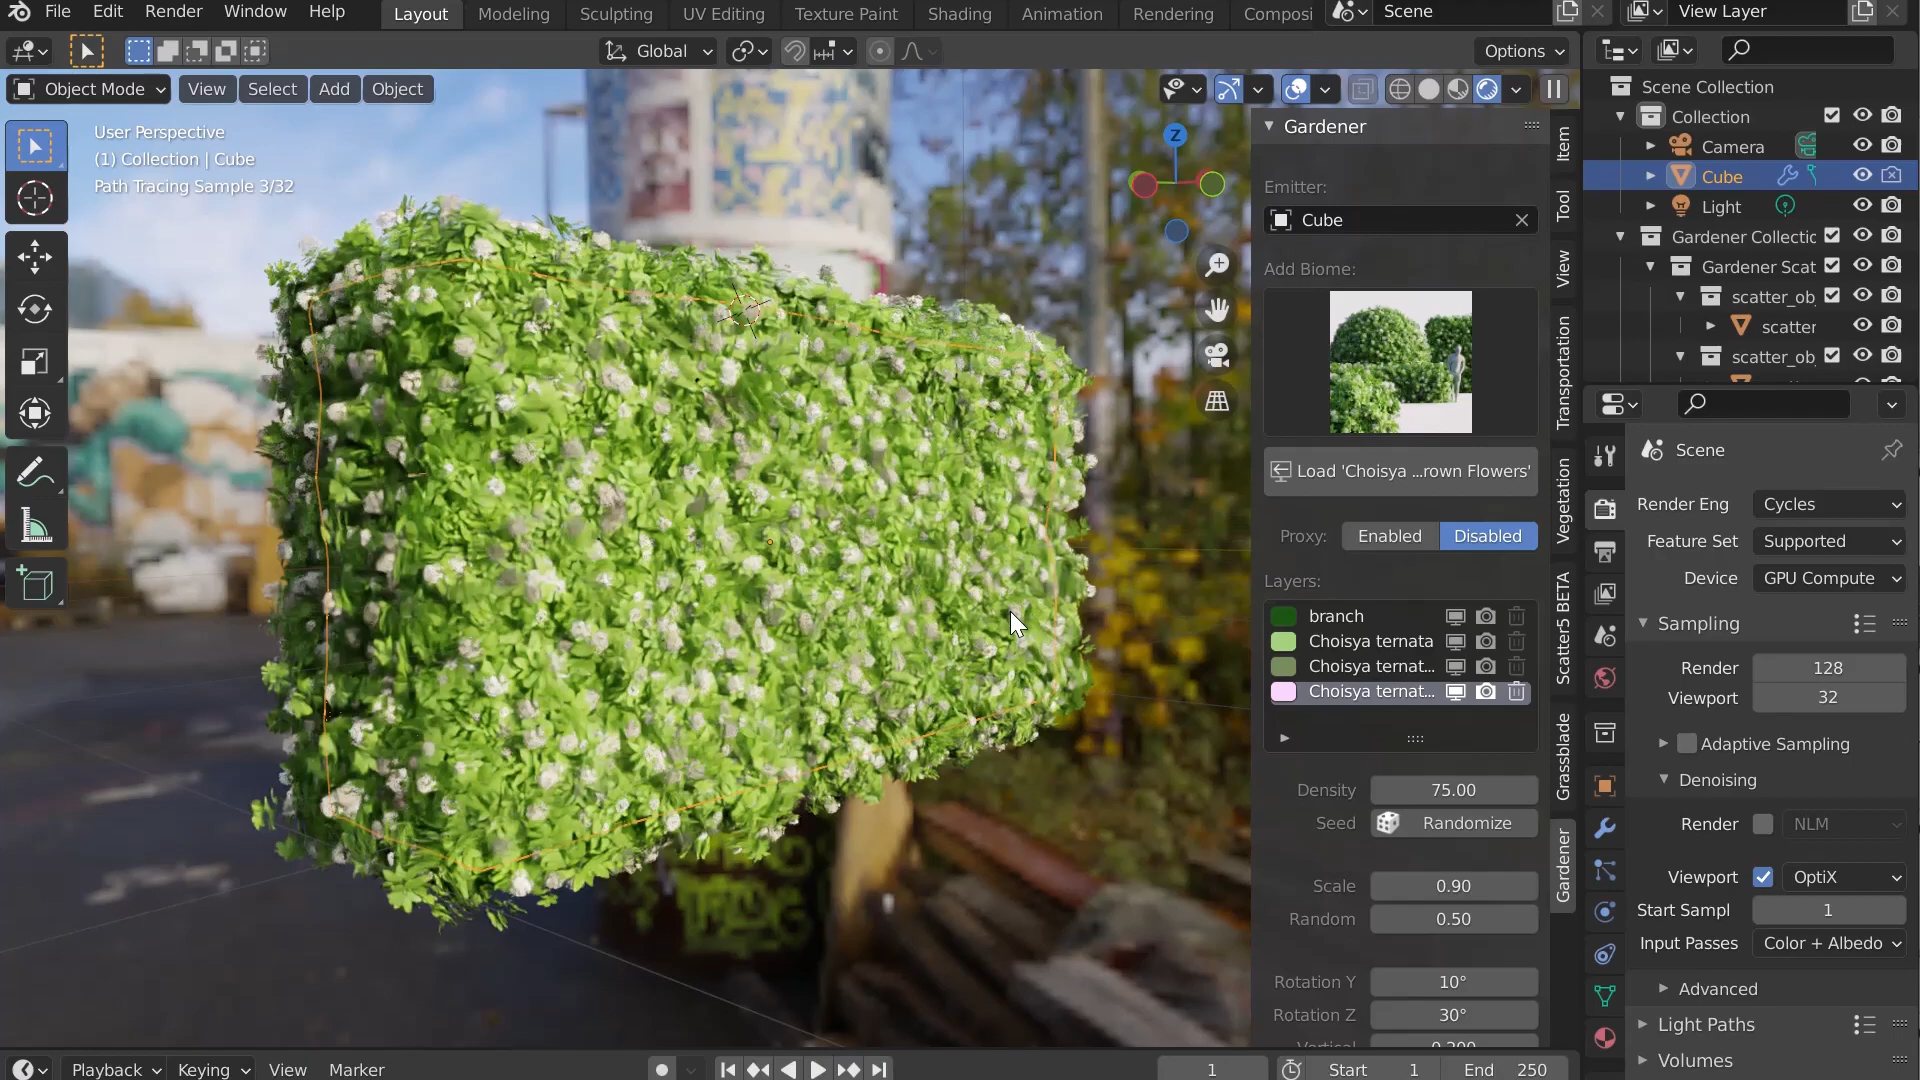 File Edit Render Window Help Layout Modeling Sculpting UV Editing Texture Paint Shading Animation Rendering Composi Scene View Layer
Global Options
Object Mode View Select Add Object
User Perspective
(1) Collection | Cube
Path Tracing Sample 3/32
Z
Gardener
Emitter:
Cube
Add Biome:
Load 'Choisya ...rown Flowers'
Proxy: Enabled Disabled
Layers:
branch
Choisya ternata
Choisya ternat...
Choisya ternat...
Density 75.00
Seed Randomize
Scale 0.90
Random 0.50
Rotation Y 10°
Rotation Z 30°
Item
Tool
View
Transportation
Vegetation
Scatter5 BETA
Grassblade
Gardener
Scene Collection
Collection
Camera
Cube
Light
Gardener Collectio
Gardener Scat
scatter_ob
scatter
scatter_ob
Scene
Render Eng Cycles
Feature Set Supported
Device GPU Compute
Sampling
Render 128
Viewport 32
Adaptive Sampling
Denoising
Render NLM
Viewport OptiX
Start Sampl 1
Input Passes Color + Albedo
Advanced
Light Paths
Volumes
Playback Keying View Marker 1 Start 1 End 250